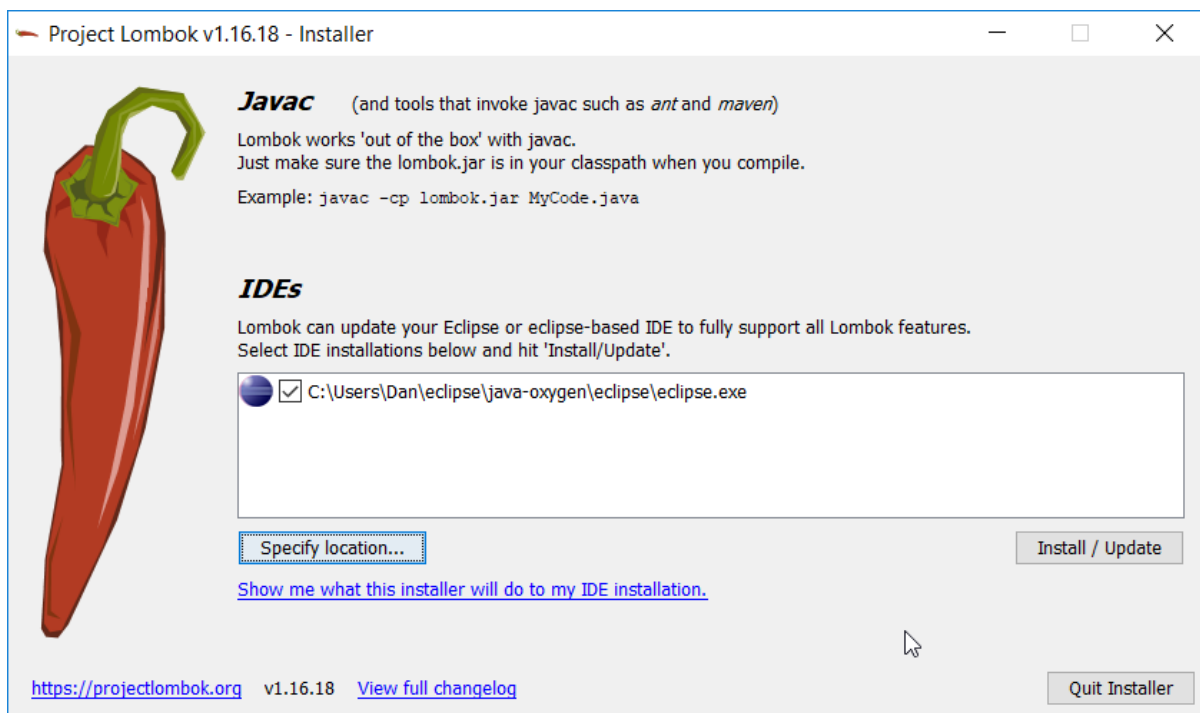 Project Lombok v1.16.18 - Installer
Javac (and tools that invoke javac such as ant and maven)
Lombok works 'out of the box' with javac.
Just make sure the lombok.jar is in your classpath when you compile.
Example: javac -cp lombok.jar MyCode.java
IDEs
Lombok can update your Eclipse or eclipse-based IDE to fully support all Lombok features.
Select IDE installations below and hit 'Install/Update'.
C:\Users\Dan\eclipse\java-oxygen\eclipse\eclipse.exe
Specify location... Install / Update
Show me what this installer will do to my IDE installation.
https://projectlombok.org v1.16.18 View full changelog Quit Installer